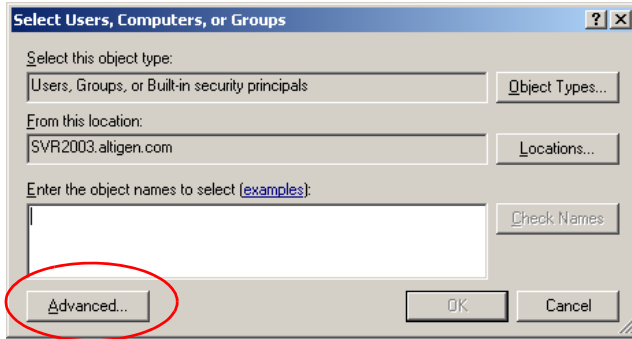 Select Users, Computers, or Groups
Select this object type:
Users, Groups, or Built-in security principals
Object Types...
From this location:
SVR2003.altigen.com
Locations...
Enter the object names to select (examples):
Check Names
Advanced...
OK
Cancel